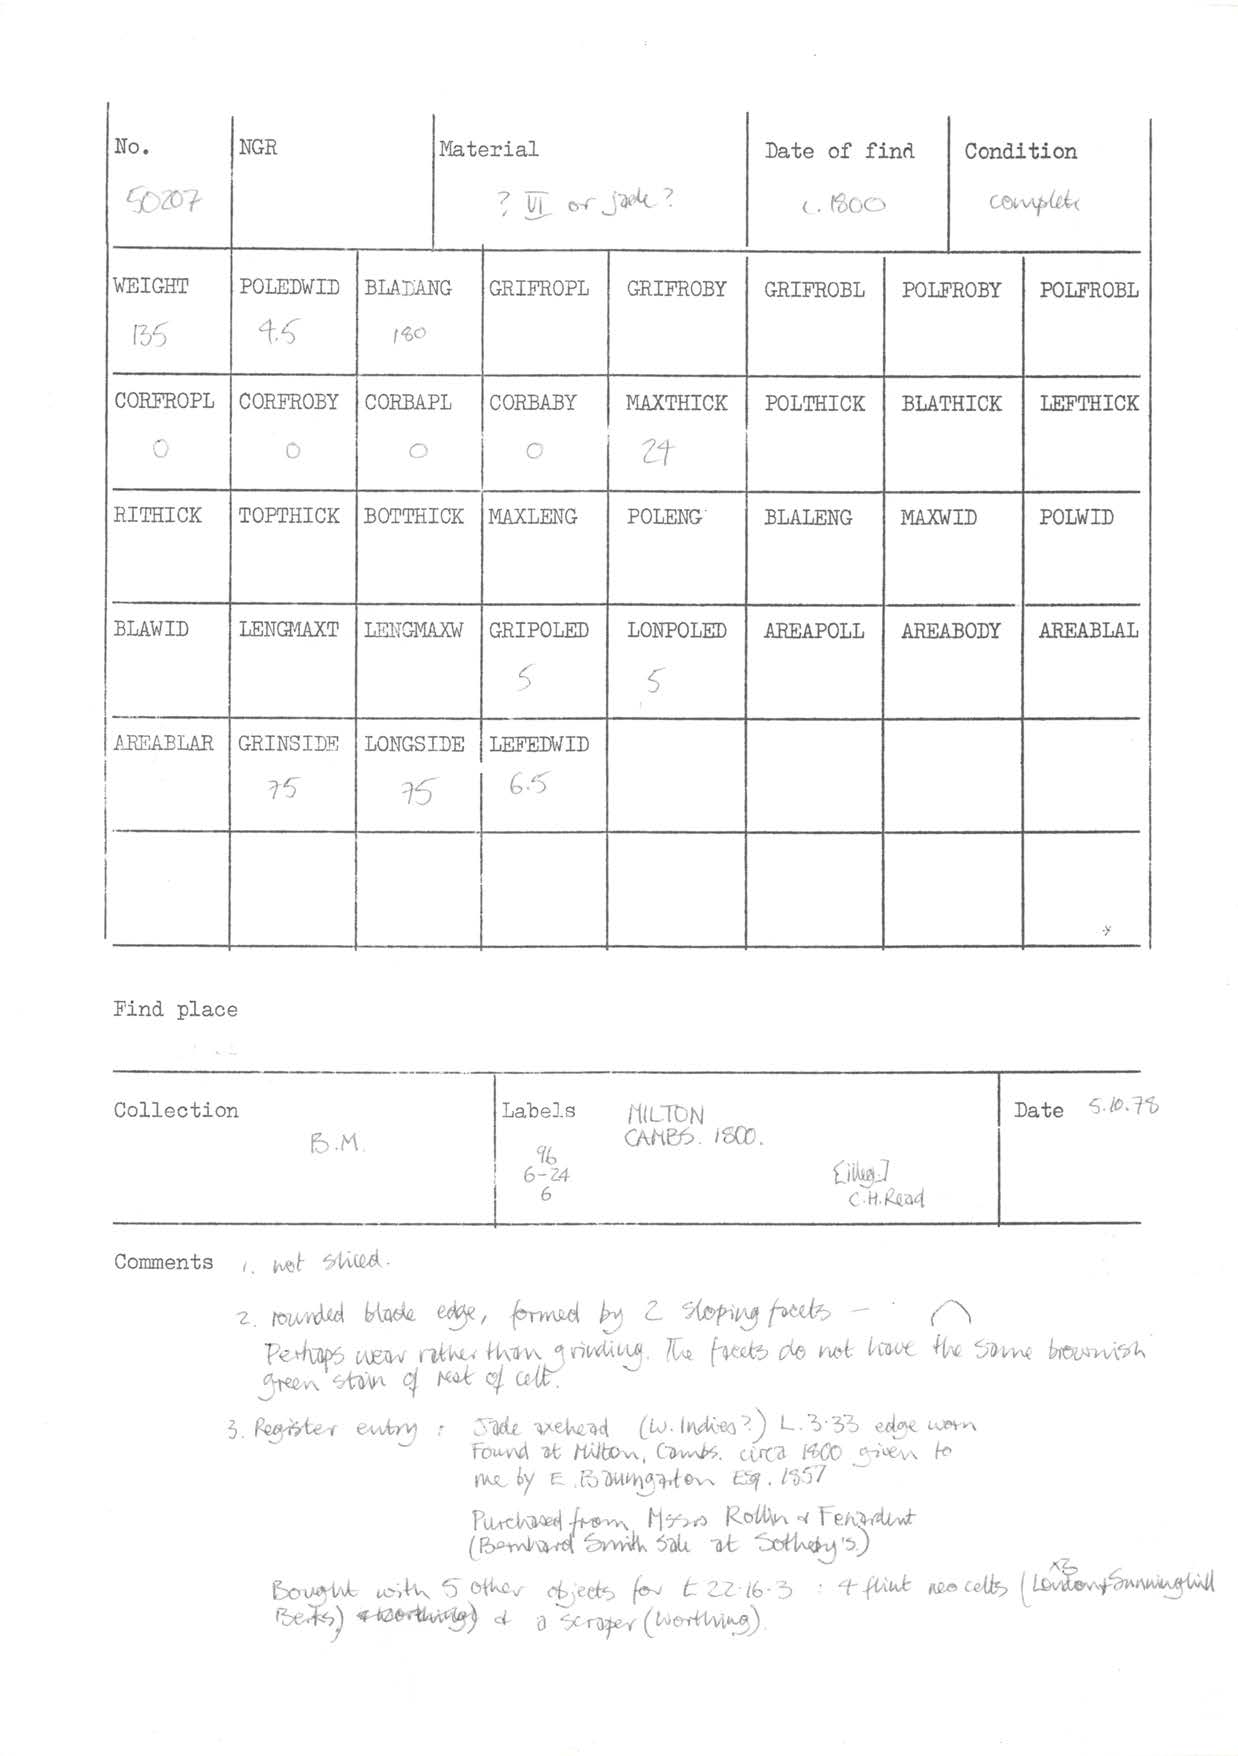 No. NGR Material Date of find Condition
50207 ? VI or jade? c. 1800 complete
WEIGHT POLEDWID BLADANG GRIFROPL GRIFROBY GRIFROBL POLFROBY POLFROBL
135 4.5 180
CORFROPL CORFROBY CORBAPL CORBABY MAXTHICK POLTHICK BLATHICK LEFTHICK
0 0 0 0 24
RITHICK TOPTHICK BOTTHICK MAXLENG POLENG BLALENG MAXWID POLWID
BLAWID LENGMAXT LENGMAXW GRIPOLED LONPOLED AREAPOLL AREABODY AREABLAL
5 5
AREABLAR GRINSIDE LONGSIDE LEFEDWID
75 75 6.5
Find place
Collection
B.M.
Labels
MILTON
CAMBS. 1800.
96
6-24
6
[illeg.]
C.H.Read
Date 5.10.78
Comments 1. not sliced.
2. rounded blade edge, formed by 2 sloping facets -
Perhaps wear rather than grinding. The facets do not have the same brownish
green stain of rest of celt.
3. Register entry : Jade axehead (W. Indies?) L. 3.33 edge worn
Found at Milton, Cambs. circa 1800 given to
me by E. Baumgarton Esq. 1857
Purchased from Mssrs Rollin & Feuardent
(Bernhard Smith Sale at Sotheby's.)
Bought with 5 other objects for £22.16.3 : 4 flint neo celts (London x3 + Sunninghill
Berks) + Worthing) & a scraper (Worthing).